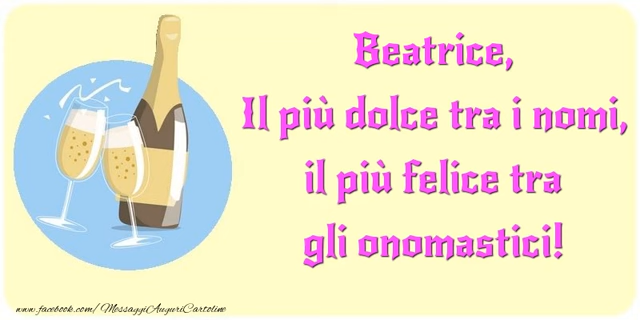 Beatrice,
Il più dolce tra i nomi,
il più felice tra
gli onomastici!
www.facebook.com/MessaggiAuguriCartoline